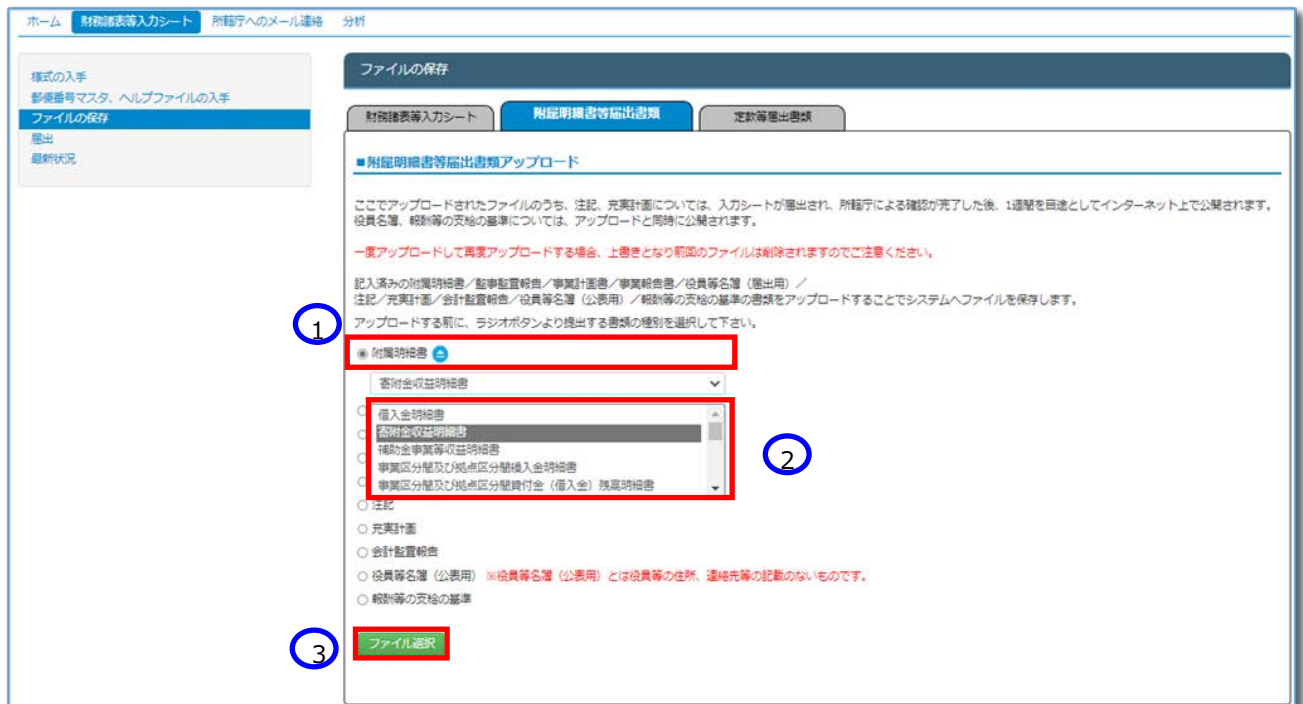 ホーム 財務諸表等入力シート 所轄庁へのメール連絡 分析
様式の入手
郵便番号マスタ、ヘルプファイルの入手
ファイルの保存
届出
最新状況
ファイルの保存
財務諸表等入力シート 附属明細書等届出書類 定款等届出書類
■附属明細書等届出書類アップロード
ここでアップロードされたファイルのうち、注記、充実計画については、入力シートが届出され、所轄庁による確認が完了した後、1週間を目途としてインターネット上で公開されます。
役員名簿、報酬等の支給の基準については、アップロードと同時に公開されます。
一度アップロードして再度アップロードする場合、上書きとなり前回のファイルは削除されますのでご注意ください。
記入済みの附属明細書／監事監査報告／事業計画書／事業報告書／役員等名簿（届出用）／
注記／充実計画／会計監査報告／役員等名簿（公表用）／報酬等の支給の基準の書類をアップロードすることでシステムへファイルを保存します。
アップロードする前に、ラジオボタンより提出する書類の種別を選択して下さい。
1
附属明細書
寄附金収益明細書
借入金明細書
寄附金収益明細書
補助金事業等収益明細書
事業区分間及び拠点区分間繰入金明細書
事業区分間及び拠点区分間貸付金（借入金）残高明細書
2
注記
充実計画
会計監査報告
役員等名簿（公表用） ※役員等名簿（公表用）とは役員等の住所、連絡先等の記載のないものです。
報酬等の支給の基準
3
ファイル選択